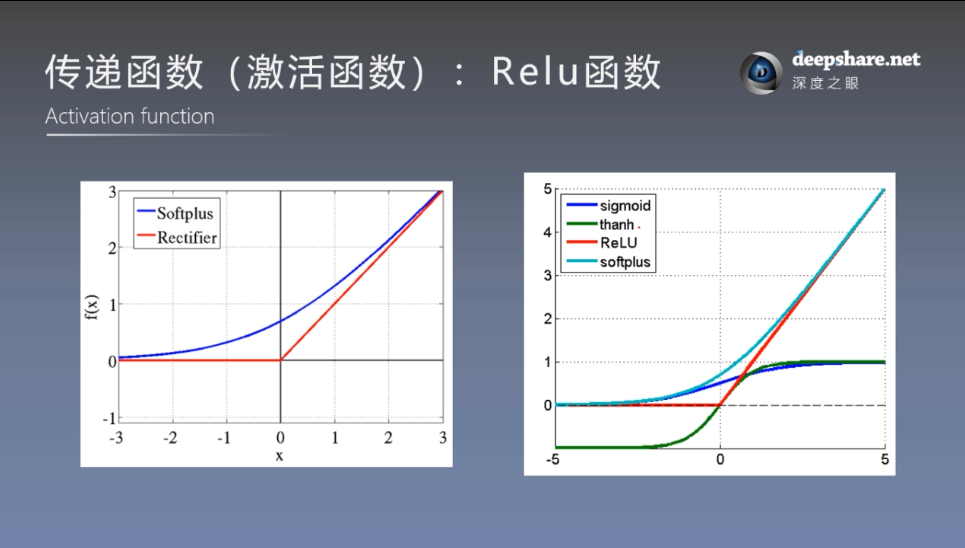 传递函数（激活函数）：Relu函数
Activation function
deepshare.net
深度之眼
Softplus
Rectifier
3
2
1
0
-1
f(x)
-3 -2 -1 0 1 2 3
x
sigmoid
thanh
ReLU
softplus
5
4
3
2
1
0
-5 0 5